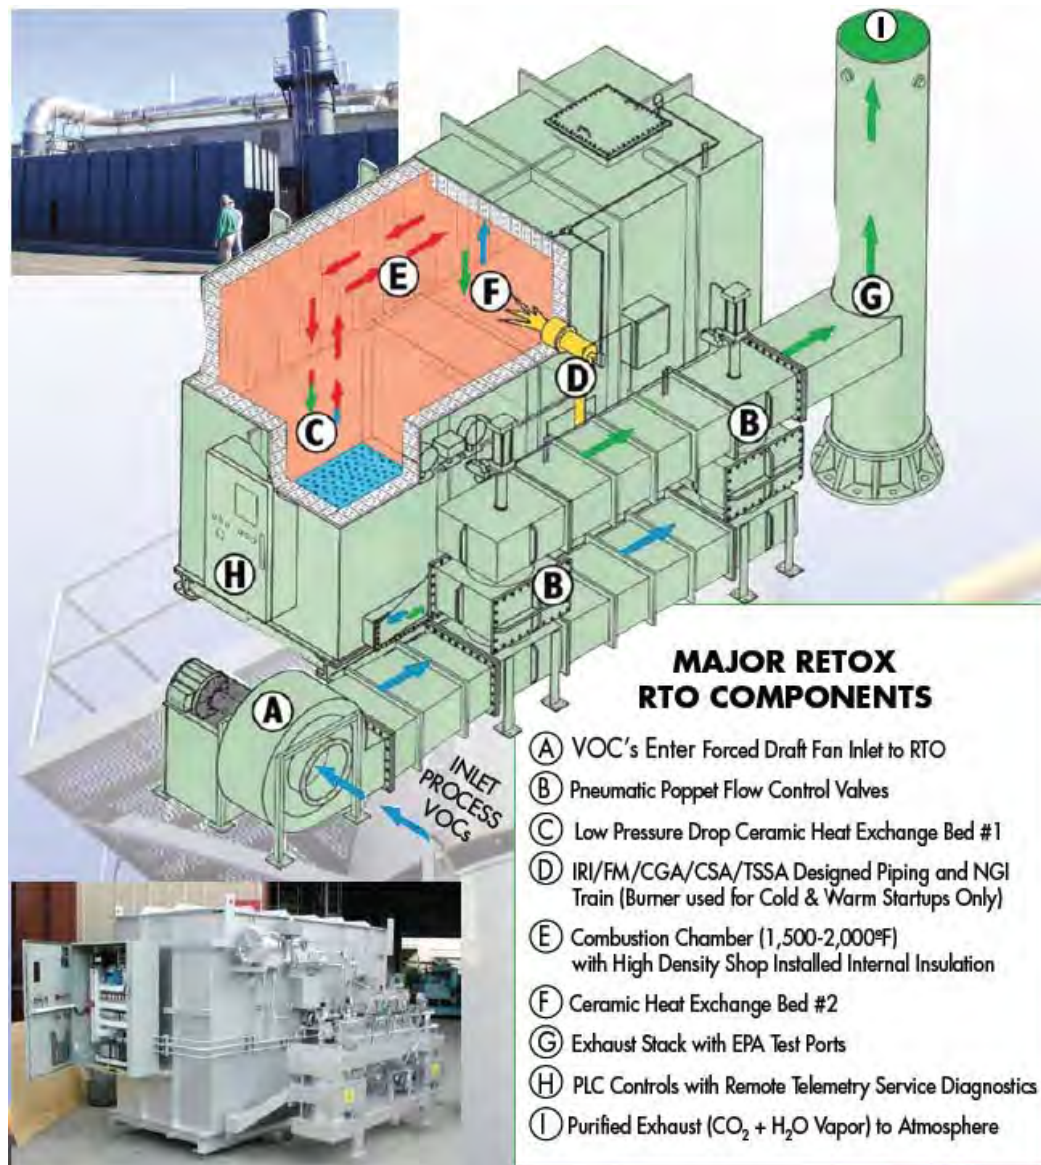 I
E
F
G
D
C
B
H
B
A
INLET
PROCESS
VOCs
MAJOR RETOX
RTO COMPONENTS
A VOC's Enter Forced Draft Fan Inlet to RTO
B Pneumatic Poppet Flow Control Valves
C Low Pressure Drop Ceramic Heat Exchange Bed #1
D IRI/FM/CGA/CSA/TSSA Designed Piping and NGI
Train (Burner used for Cold & Warm Startups Only)
E Combustion Chamber (1,500-2,000ºF)
with High Density Shop Installed Internal Insulation
F Ceramic Heat Exchange Bed #2
G Exhaust Stack with EPA Test Ports
H PLC Controls with Remote Telemetry Service Diagnostics
I Purified Exhaust (CO₂ + H₂O Vapor) to Atmosphere